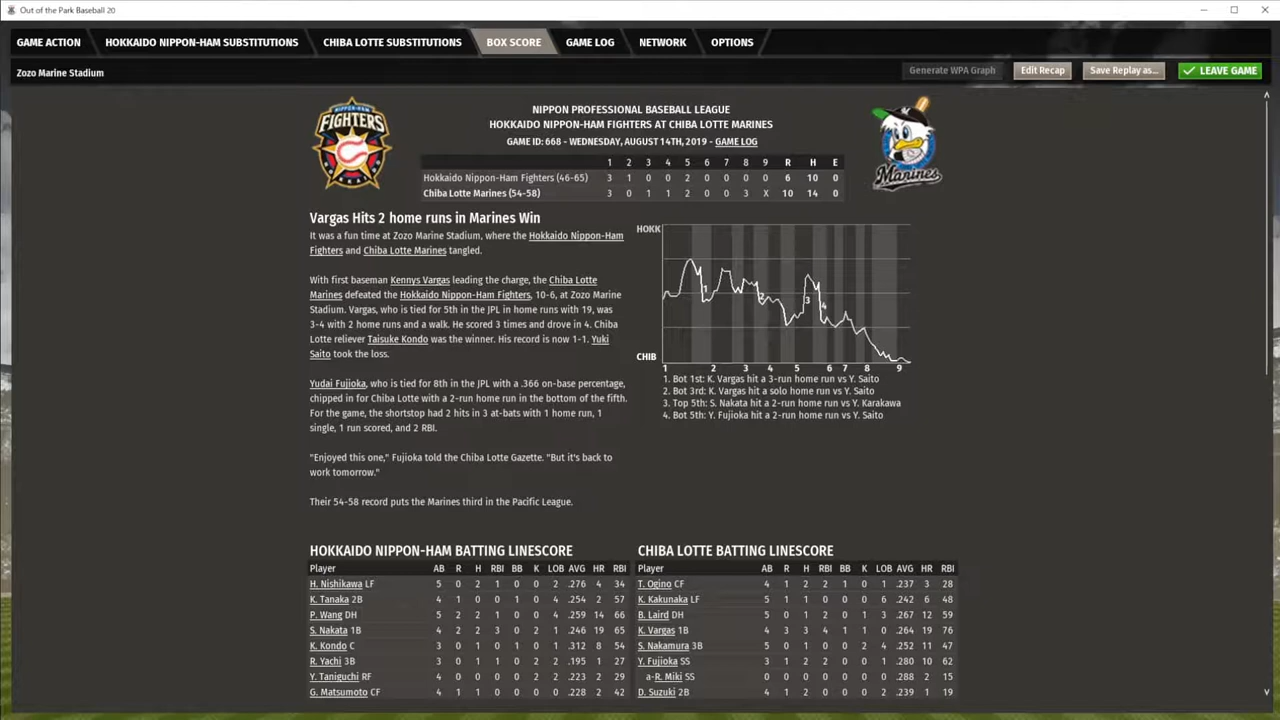 Out of the Park Baseball 20
GAME ACTION HOKKAIDO NIPPON-HAM SUBSTITUTIONS CHIBA LOTTE SUBSTITUTIONS BOX SCORE GAME LOG NETWORK OPTIONS
Zozo Marine Stadium Generate WPA Graph Edit Recap Save Replay as... LEAVE GAME
NIPPON-HAM
FIGHTERS
NIPPON PROFESSIONAL BASEBALL LEAGUE
HOKKAIDO NIPPON-HAM FIGHTERS AT CHIBA LOTTE MARINES
GAME ID: 668 - WEDNESDAY, AUGUST 14TH, 2019 - GAME LOG
Marines
1 2 3 4 5 6 7 8 9 R H E
Hokkaido Nippon-Ham Fighters (46-65) 3 1 0 0 2 0 0 0 0 6 10 0
Chiba Lotte Marines (54-58) 3 0 1 1 2 0 0 3 X 10 14 0
Vargas Hits 2 home runs in Marines Win
It was a fun time at Zozo Marine Stadium, where the Hokkaido Nippon-Ham
Fighters and Chiba Lotte Marines tangled.
With first baseman Kennys Vargas leading the charge, the Chiba Lotte
Marines defeated the Hokkaido Nippon-Ham Fighters, 10-6, at Zozo Marine
Stadium. Vargas, who is tied for 5th in the JPL in home runs with 19, was
3-4 with 2 home runs and a walk. He scored 3 times and drove in 4. Chiba
Lotte reliever Taisuke Kondo was the winner. His record is now 1-1. Yuki
Saito took the loss.
Yudai Fujioka, who is tied for 8th in the JPL with a .366 on-base percentage,
chipped in for Chiba Lotte with a 2-run home run in the bottom of the fifth.
For the game, the shortstop had 2 hits in 3 at-bats with 1 home run, 1
single, 1 run scored, and 2 RBI.
"Enjoyed this one," Fujioka told the Chiba Lotte Gazette. "But it's back to
work tomorrow."
Their 54-58 record puts the Marines third in the Pacific League.
HOKK
1 2 3 4
CHIB
1 2 3 4 5 6 7 8 9
1. Bot 1st: K. Vargas hit a 3-run home run vs Y. Saito
2. Bot 3rd: K. Vargas hit a solo home run vs Y. Saito
3. Top 5th: S. Nakata hit a 2-run home run vs Y. Karakawa
4. Bot 5th: Y. Fujioka hit a 2-run home run vs Y. Saito
HOKKAIDO NIPPON-HAM BATTING LINESCORE
Player AB R H RBI BB K LOB AVG HR RBI
H. Nishikawa LF 5 0 2 1 0 0 2 .276 4 34
K. Tanaka 2B 4 1 0 0 1 0 4 .254 2 57
P. Wang DH 5 2 2 1 0 0 4 .259 14 66
S. Nakata 1B 4 2 2 3 0 2 1 .246 19 65
K. Kondo C 3 0 1 0 1 0 1 .312 8 54
R. Yachi 3B 3 0 1 1 0 2 2 .195 1 27
Y. Taniguchi RF 4 0 0 0 0 2 2 .223 2 29
G. Matsumoto CF 4 1 1 0 0 0 0 .228 2 42
CHIBA LOTTE BATTING LINESCORE
Player AB R H RBI BB K LOB AVG HR RBI
T. Ogino CF 4 1 2 2 1 0 1 .237 3 28
K. Kakunaka LF 5 1 1 0 0 0 6 .242 6 48
B. Laird DH 5 0 1 2 0 1 3 .267 12 59
K. Vargas 1B 4 3 3 4 1 1 0 .264 19 76
S. Nakamura 3B 5 0 1 0 0 2 4 .252 11 47
Y. Fujioka SS 3 1 2 2 0 0 1 .280 10 62
a-R. Miki SS 0 0 0 0 0 0 0 .288 2 15
D. Suzuki 2B 4 1 2 0 0 0 2 .239 1 19